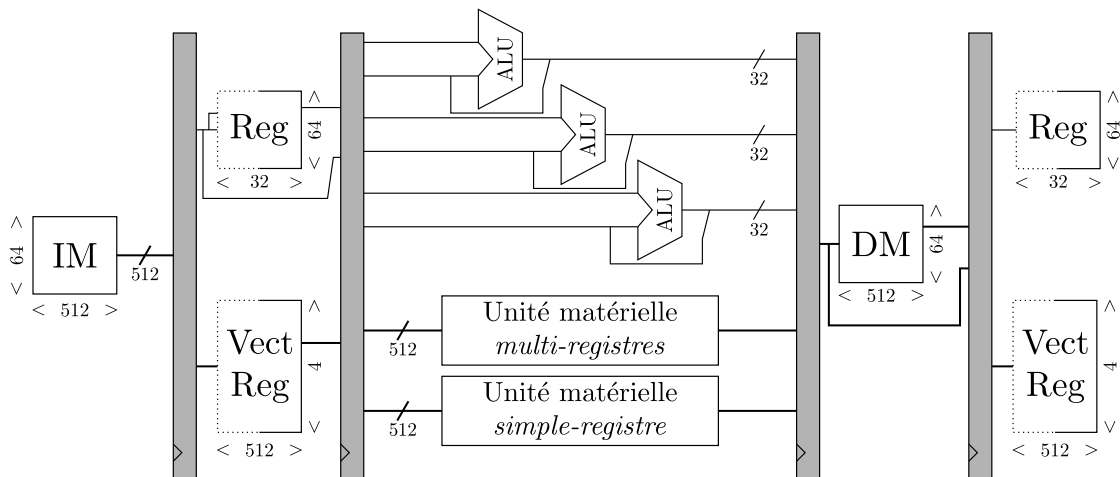 ALU
32
Reg
64
< 32 >
ALU
32
Reg
64
< 32 >
ALU
32
IM
64
< 512 >
512
DM
64
< 512 >
Vect
Reg
4
< 512 >
512
Unité matérielle
multi-registres
512
Unité matérielle
simple-registre
Vect
Reg
4
< 512 >